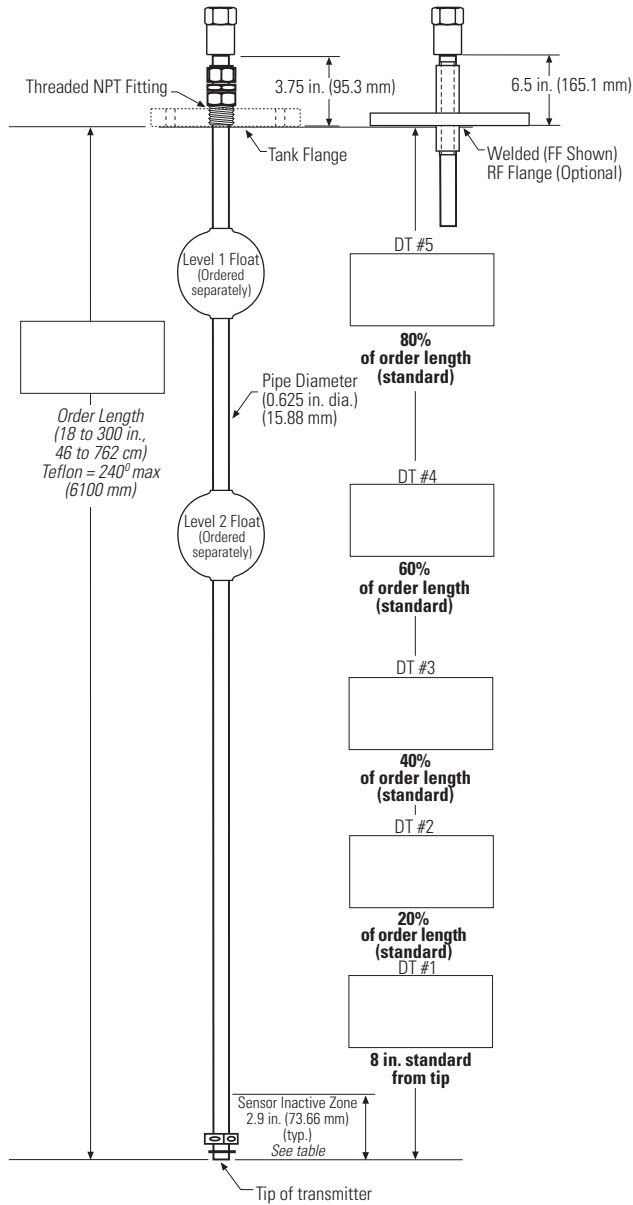 Threaded NPT Fitting
3.75 in. (95.3 mm)
6.5 in. (165.1 mm)
Tank Flange
Welded (FF Shown)
RF Flange (Optional)
Level 1 Float
(Ordered
separately)
DT #5
80%
of order length
(standard)
Order Length
(18 to 300 in.,
46 to 762 cm)
Teflon = 240⁰ max
(6100 mm)
Pipe Diameter
(0.625 in. dia.)
(15.88 mm)
Level 2 Float
(Ordered
separately)
DT #4
60%
of order length
(standard)
DT #3
40%
of order length
(standard)
DT #2
20%
of order length
(standard)
DT #1
8 in. standard
from tip
Sensor Inactive Zone
2.9 in. (73.66 mm)
(typ.)
See table
Tip of transmitter